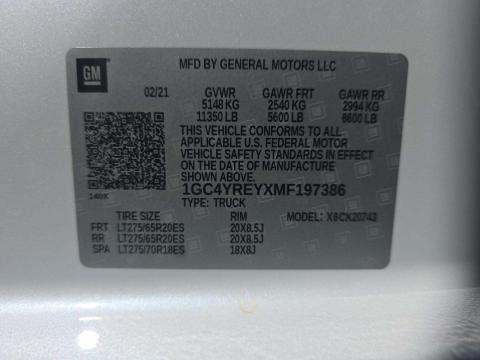 GM
MFD BY GENERAL MOTORS LLC
02/21 GVWR GAWR FRT GAWR RR
5148 KG 2540 KG 2994 KG
11350 LB 5600 LB 6600 LB
THIS VEHICLE CONFORMS TO ALL
APPLICABLE U.S. FEDERAL MOTOR
VEHICLE SAFETY STANDARDS IN EFFECT
ON THE DATE OF MANUFACTURE
SHOWN ABOVE.
1GC4YREYXMF197386
TYPE: TRUCK MODEL:
TIRE SIZE RIM
FRT LT275/65R20ES 20X8.5J
RR LT275/65R20ES 20X8.5J
SPA LT275/70R18ES 18X8J